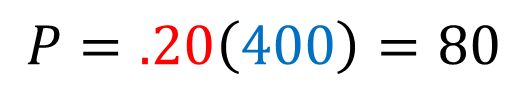 P = .20(400) = 80